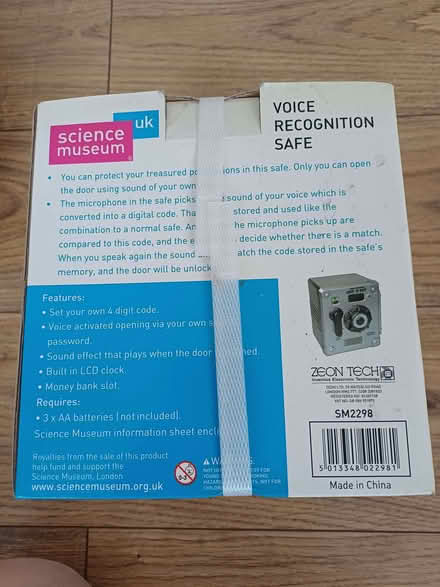 uk
science
museum
VOICE
RECOGNITION
SAFE
• You can protect your treasured in this safe. Only you can open
the door using sound of your own
• The microphone in the safe picks sound of your voice which is
converted into a digital code. stored and used like the
combination to a normal safe. he microphone picks up are
compared to this code, and the decide whether there is a match.
When you speak again the sound atch the code stored in the safe's
memory, and the door will be unlock
Features:
• Set your own 4 digit code.
• Voice activated opening via your own
password.
• Sound effect that plays when the door
• Built in LCD clock.
• Money bank slot.
Requires:
• 3 x AA batteries (not included).
Science Museum information sheet
Royalties from the sale of this product
help fund and support the
Science Museum, London
www.sciencemuseum.org.uk
0-3
WARNING
ZEON TECH
Innovative Electronic Technology
SM2298
5 013348 022981
Made in China